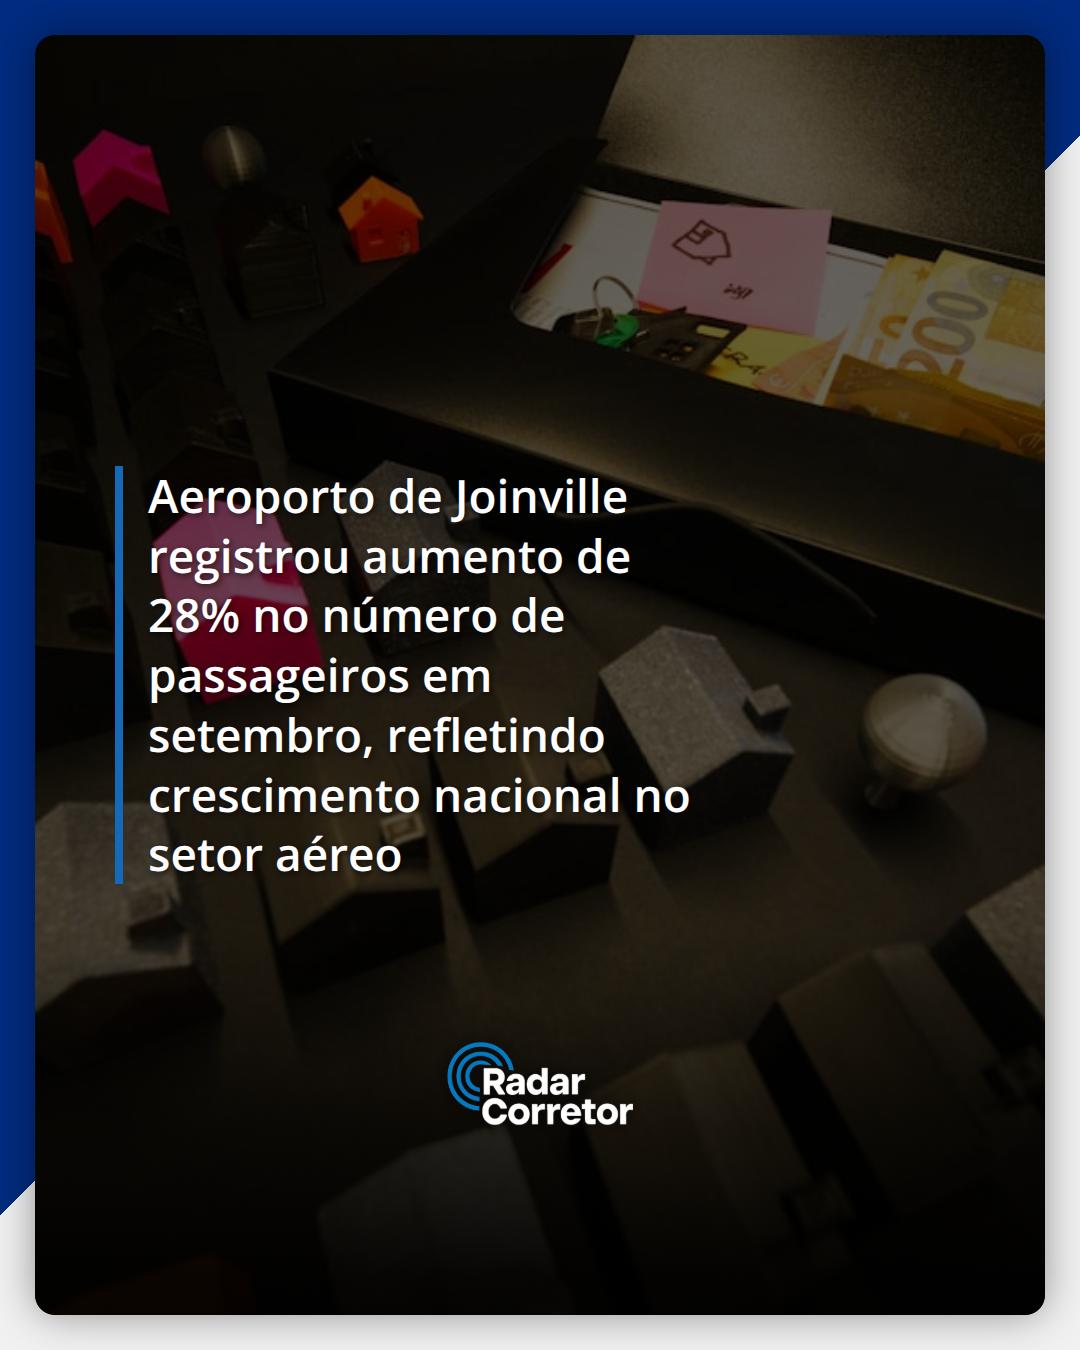 200
Aeroporto de Joinville
registrou aumento de
28% no número de
passageiros em
setembro, refletindo
crescimento nacional no
setor aéreo
Radar
Corretor